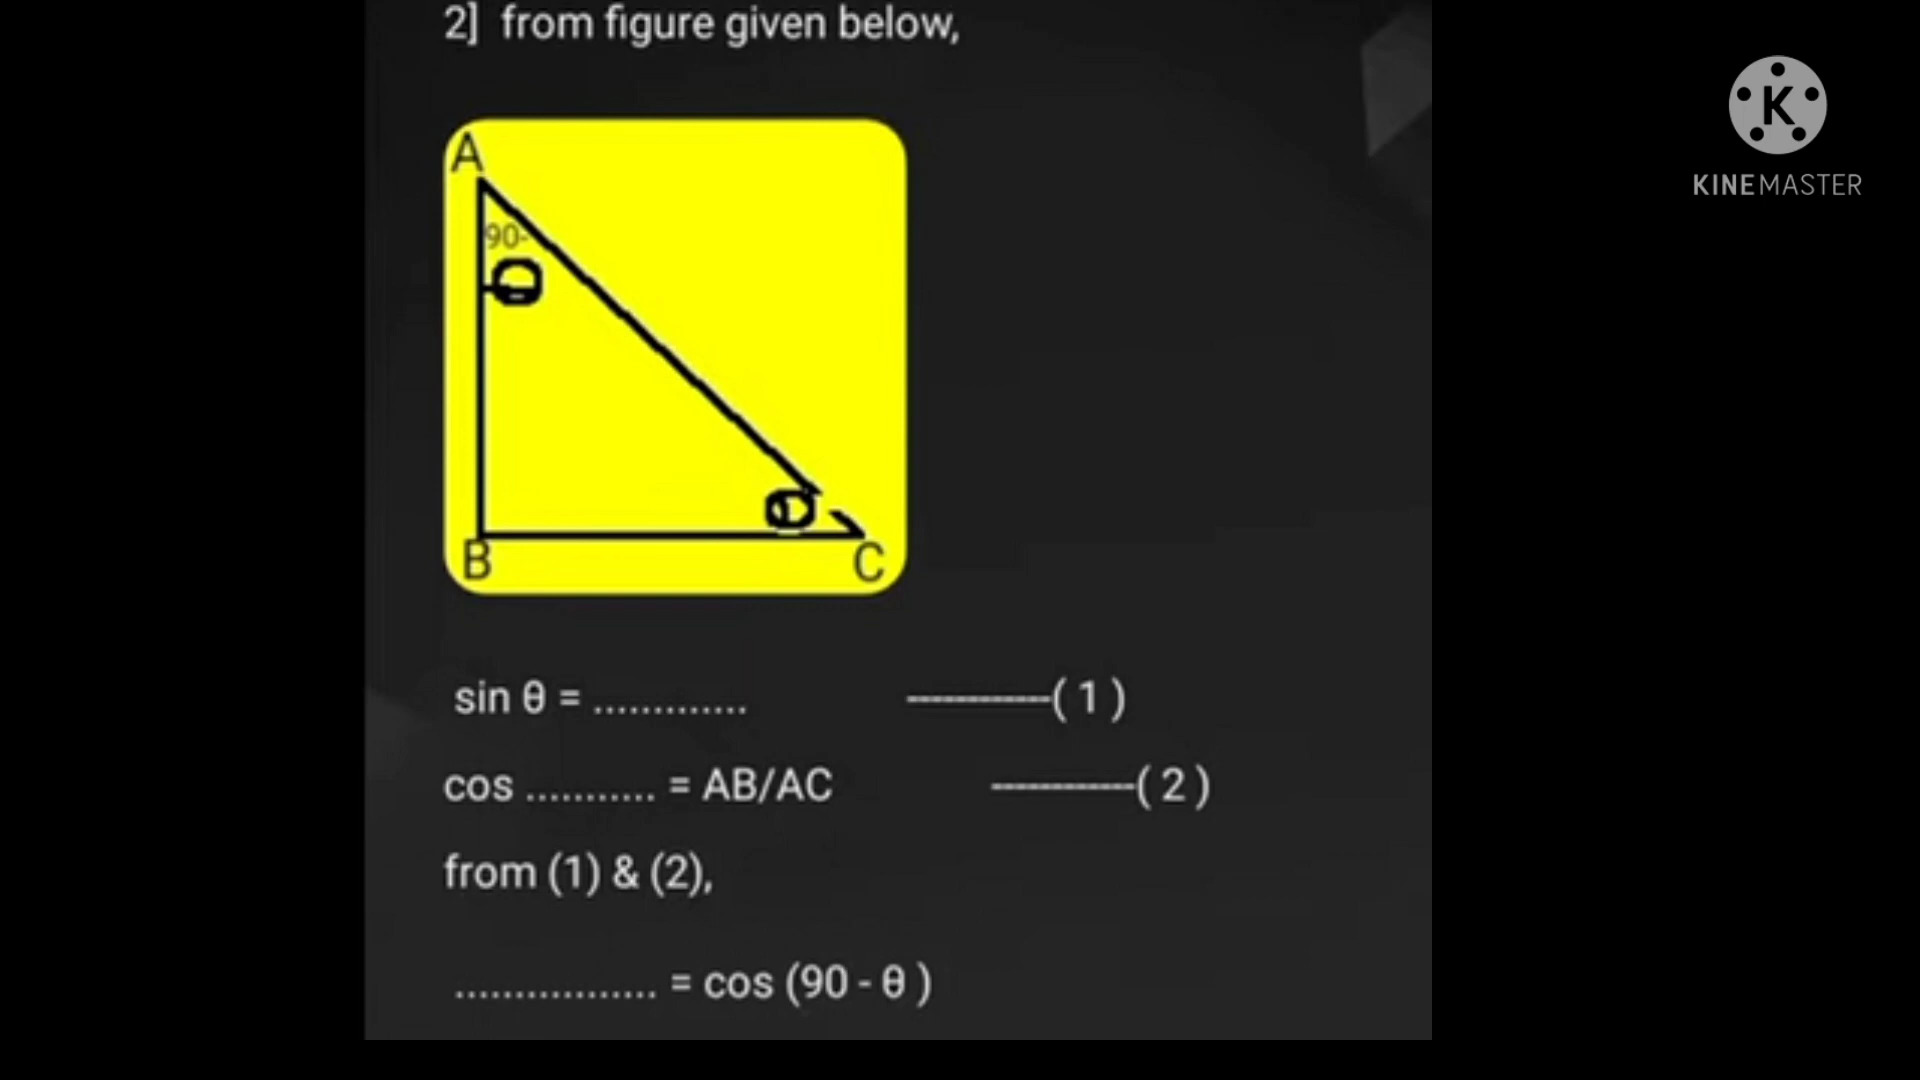 2] from figure given below,
A
90-
θ
θ
B
C
sin θ = ............. ------------( 1 )
cos ........... = AB/AC ------------( 2 )
from (1) & (2),
................. = cos (90 - θ )
K
KINEMASTER